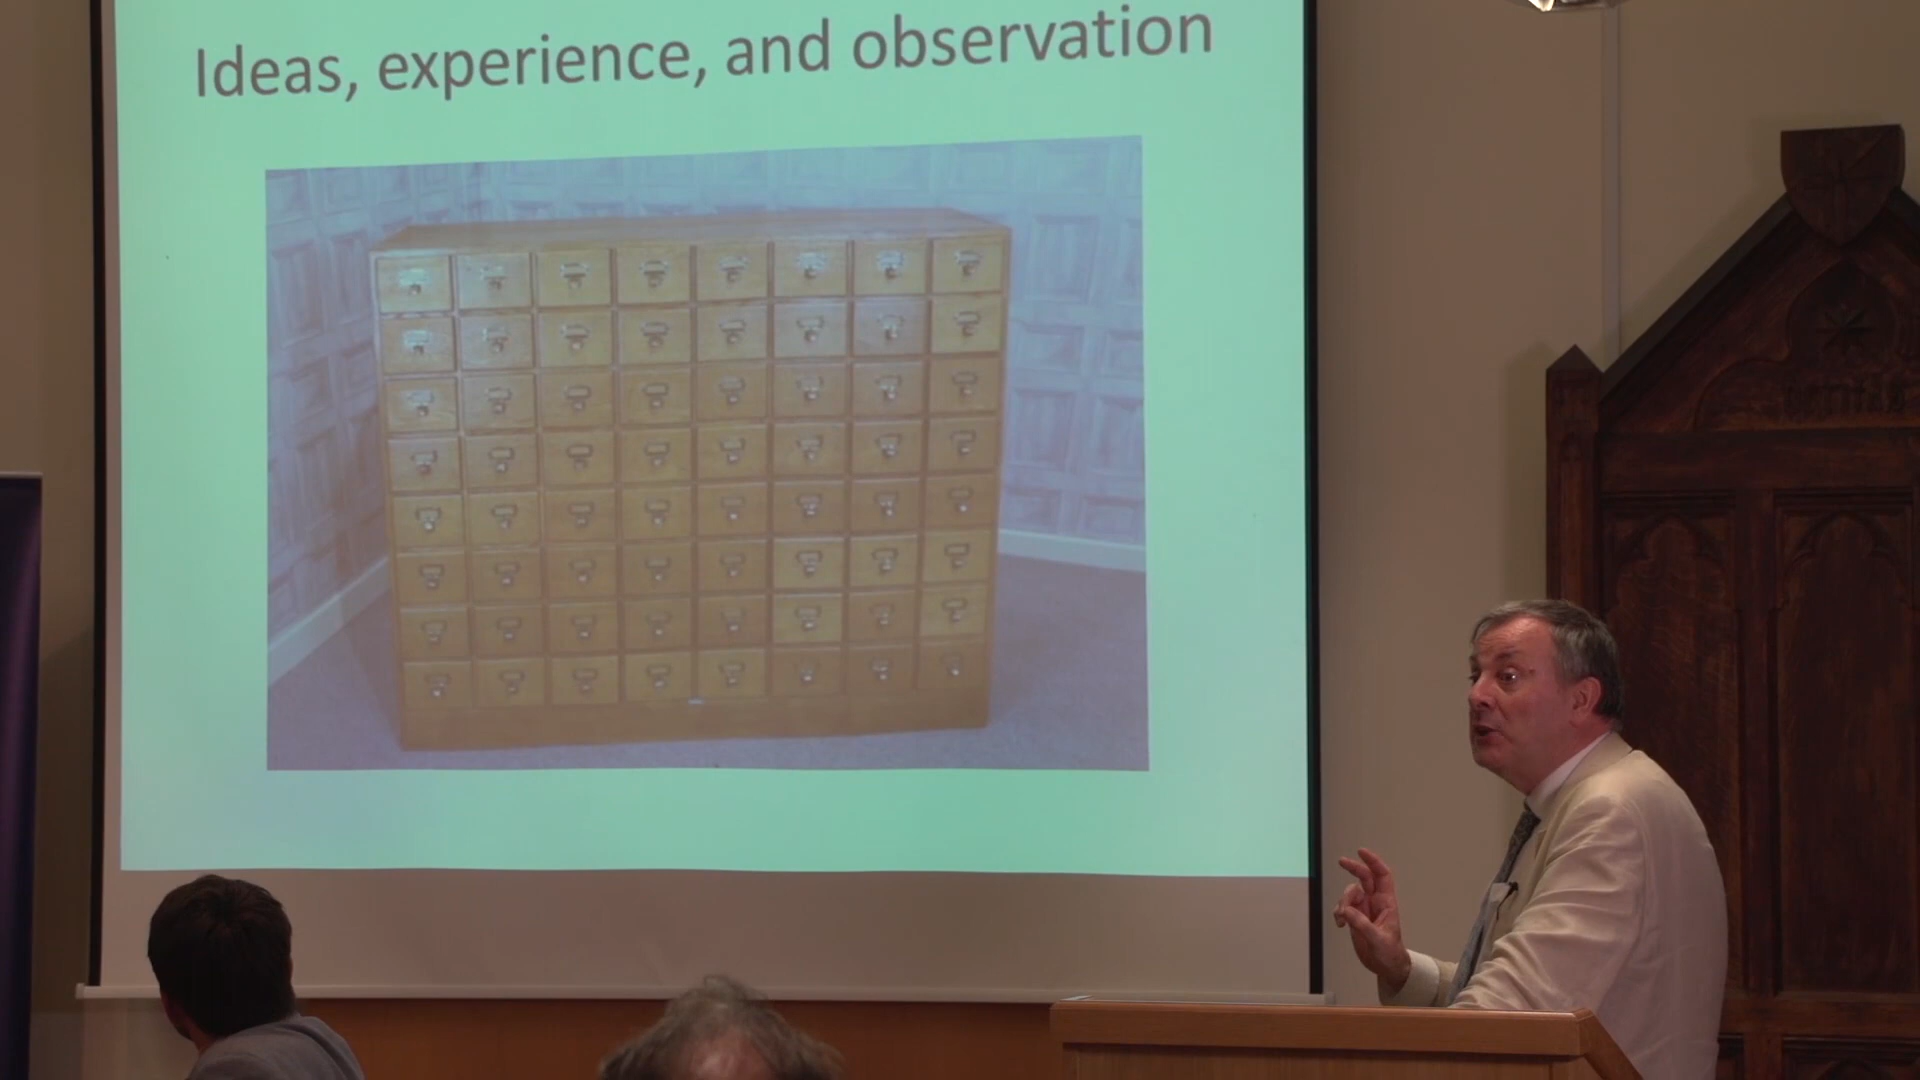 Ideas, experience, and observation